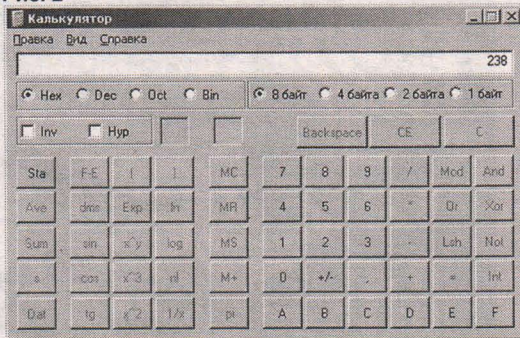 Калькулятор
Правка Вид Справка
238
Hex Dec Oct Bin 8 байт 4 байта 2 байта 1 байт
Inv Hyp Backspace CE C
Sta F-E ( ) MC 7 8 9 / Mod And
Ave dms Exp ln MR 4 5 6 * Or Xor
Sum sin x^y log MS 1 2 3 - Lsh Not
s cos x^3 n! M+ 0 +/- , + = Int
Dat tg x^2 1/x pi A B C D E F